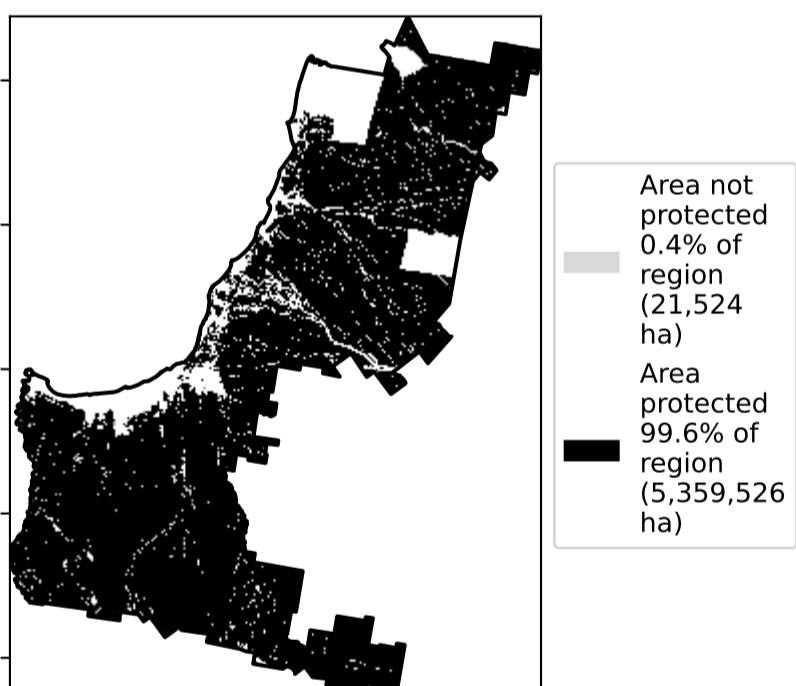 Area not
protected
0.4% of
region
(21,524
ha)
Area
protected
99.6% of
region
(5,359,526
ha)